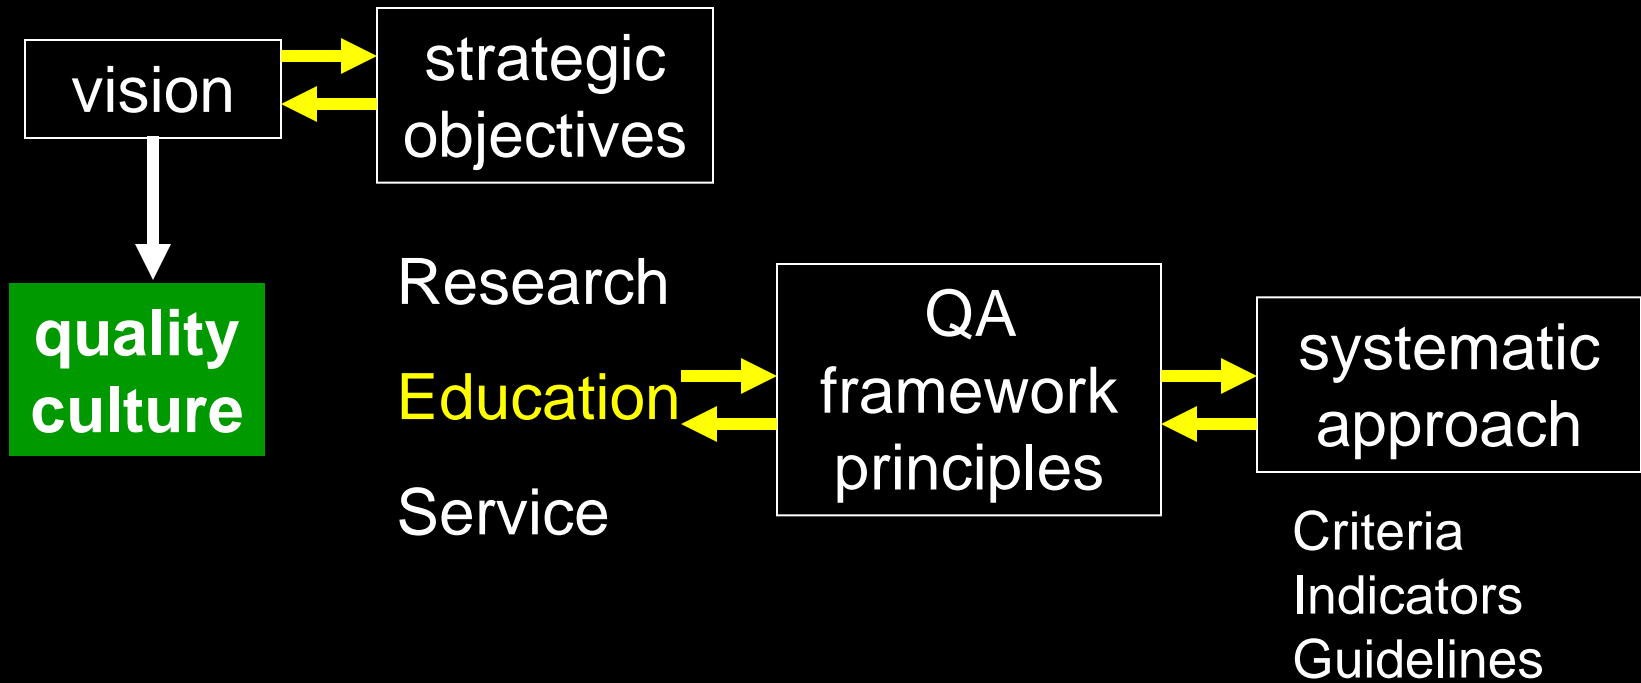 vision
strategic
objectives
quality
culture
Research
Education
Service
QA
framework
principles
systematic
approach
Criteria
Indicators
Guidelines